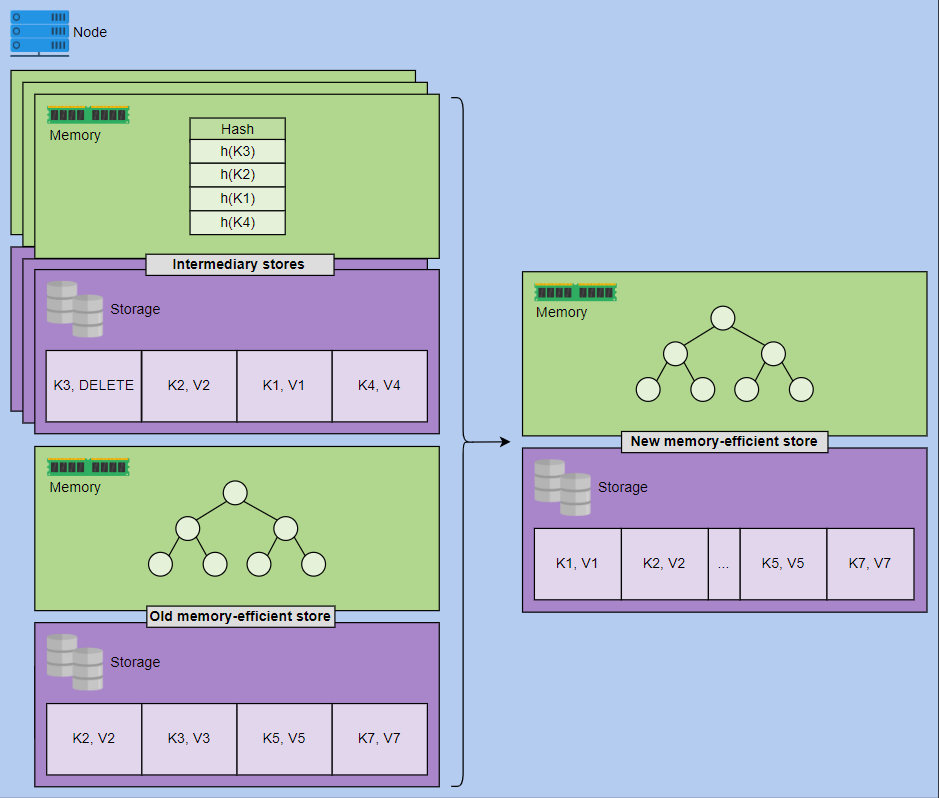 Node
Memory
Hash
h(K3)
h(K2)
h(K1)
h(K4)
Intermediary stores
Storage
K3, DELETE
K2, V2
K1, V1
K4, V4
Memory
Old memory-efficient store
Storage
K2, V2
K3, V3
K5, V5
K7, V7
Memory
New memory-efficient store
Storage
K1, V1
K2, V2
...
K5, V5
K7, V7